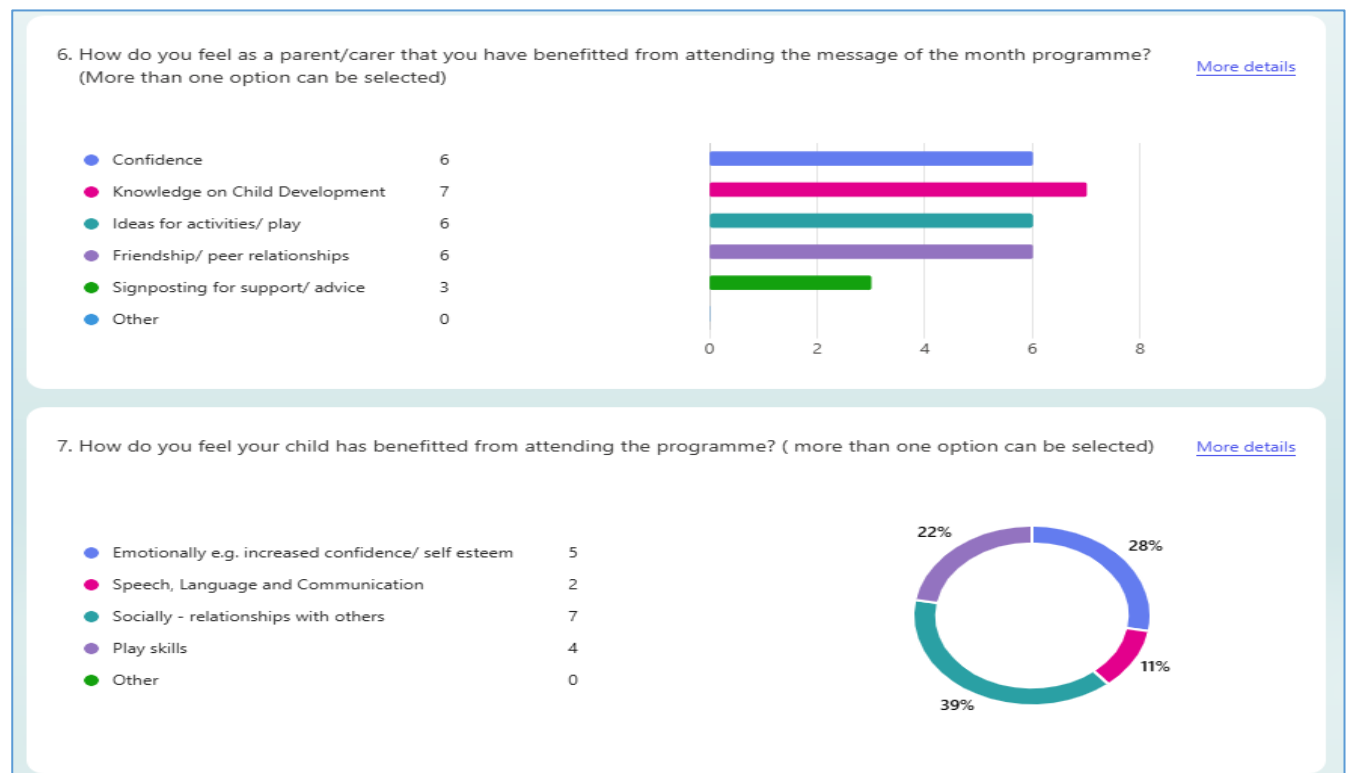 6. How do you feel as a parent/carer that you have benefitted from attending the message of the month programme?
(More than one option can be selected)
More details
Confidence 6
Knowledge on Child Development 7
Ideas for activities/ play 6
Friendship/ peer relationships 6
Signposting for support/ advice 3
Other 0
0 2 4 6 8
7. How do you feel your child has benefitted from attending the programme? ( more than one option can be selected)
More details
Emotionally e.g. increased confidence/ self esteem 5
Speech, Language and Communication 2
Socially - relationships with others 7
Play skills 4
Other 0
22%
28%
11%
39%